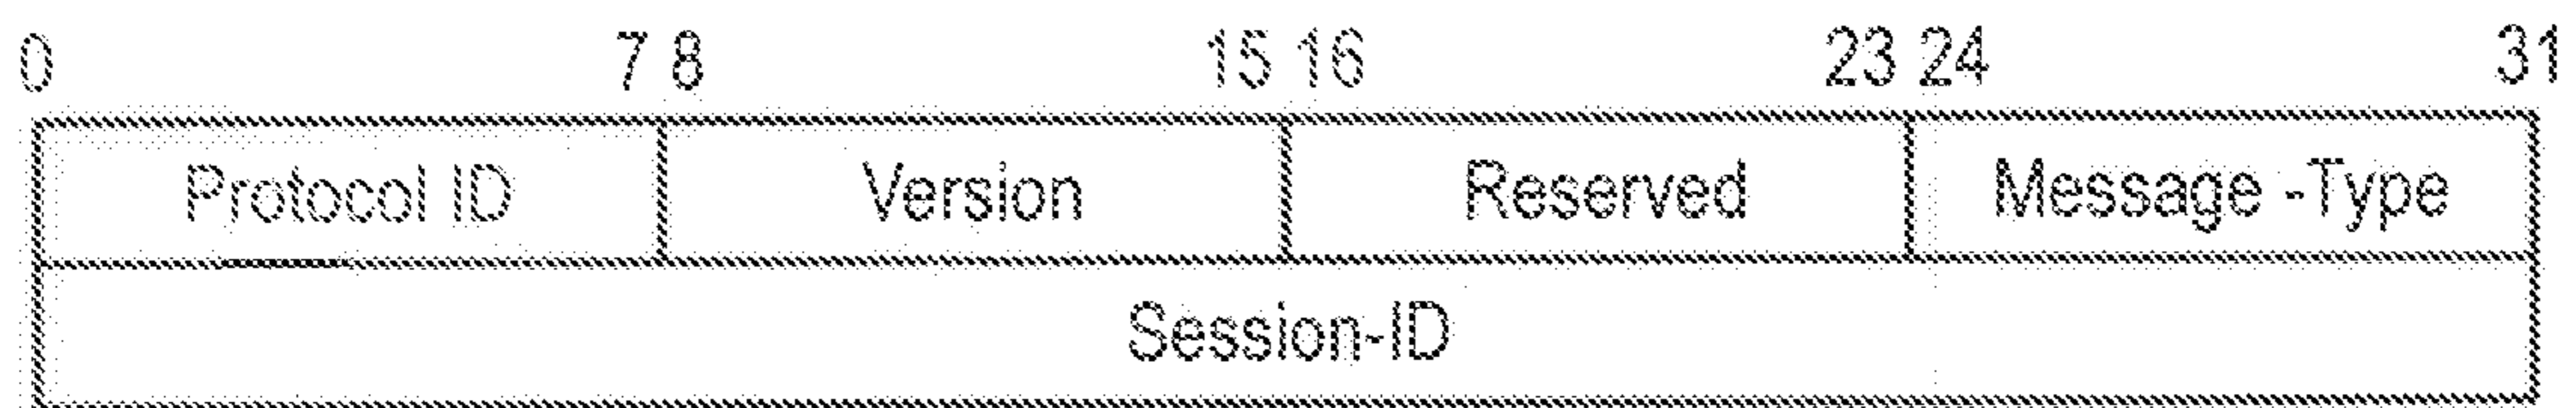 0 7 8 15 16 23 24 31
Protocol ID Version Reserved Message -Type
Session-ID